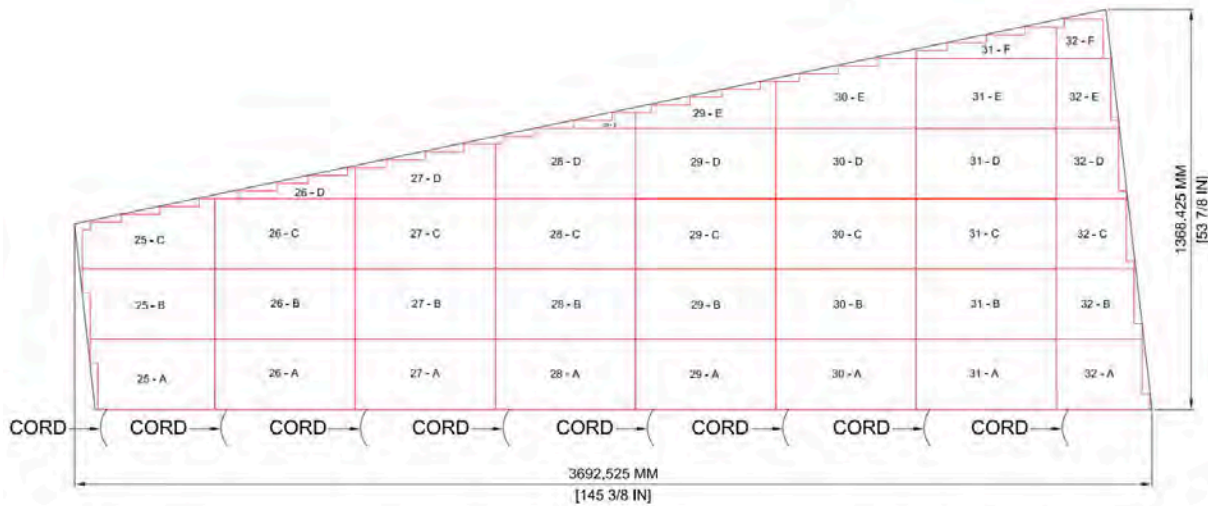 32 - F
31 - F
30 - E 31 - E 32 - E
29 - E
28 - D 29 - D 30 - D 31 - D 32 - D
27 - D
26 - D
25 - C 26 - C 27 - C 28 - C 29 - C 30 - C 31 - C 32 - C
25 - B 26 - B 27 - B 28 - B 29 - B 30 - B 31 - B 32 - B
25 - A 26 - A 27 - A 28 - A 29 - A 30 - A 31 - A 32 - A
CORD CORD CORD CORD CORD CORD CORD CORD
3692,525 MM
[145 3/8 IN]
1368.425 MM
[53 7/8 IN]